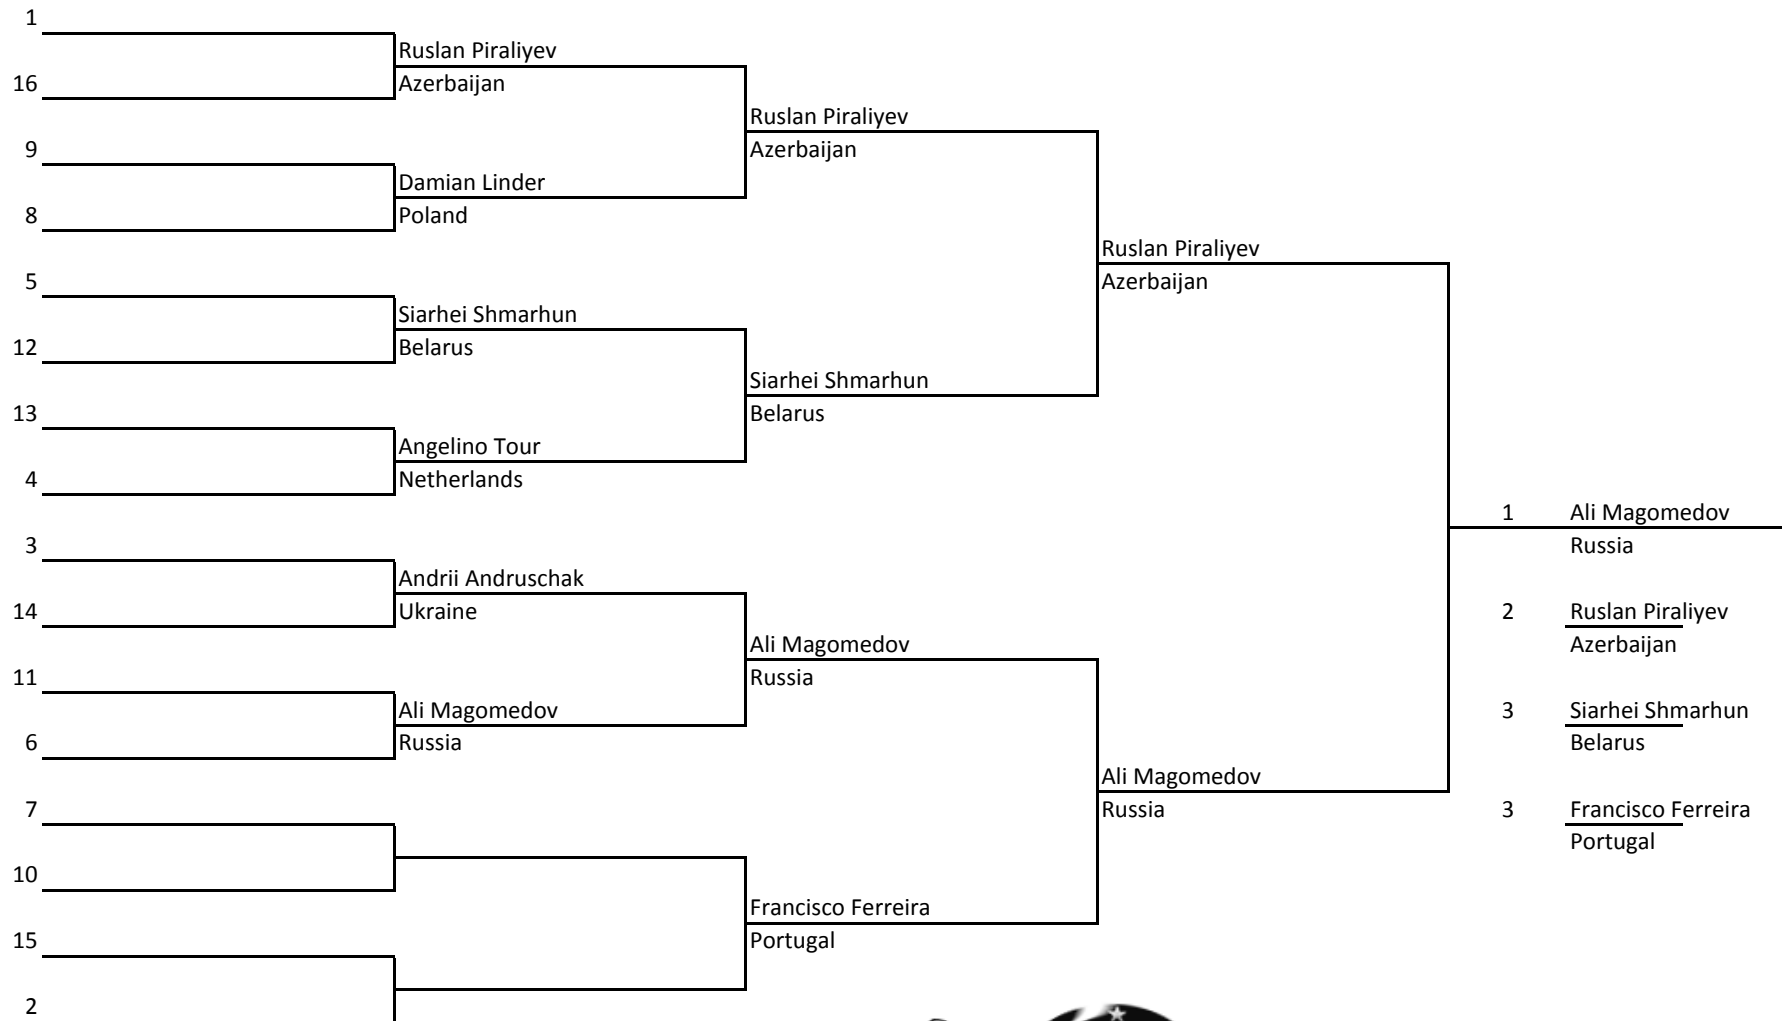 1
Ruslan Piraliyev
16
Azerbaijan
Ruslan Piraliyev
9
Azerbaijan
Damian Linder
8
Poland
Ruslan Piraliyev
5
Azerbaijan
Siarhei Shmarhun
12
Belarus
Siarhei Shmarhun
13
Belarus
Angelino Tour
4
Netherlands
1 Ali Magomedov
3
Russia
Andrii Andruschak
14
Ukraine
2 Ruslan Piraliyev
Ali Magomedov
Azerbaijan
11
Russia
Ali Magomedov
3 Siarhei Shmarhun
6
Russia
Belarus
Ali Magomedov
7
Russia
3 Francisco Ferreira
Portugal
10
Francisco Ferreira
15
Portugal
2